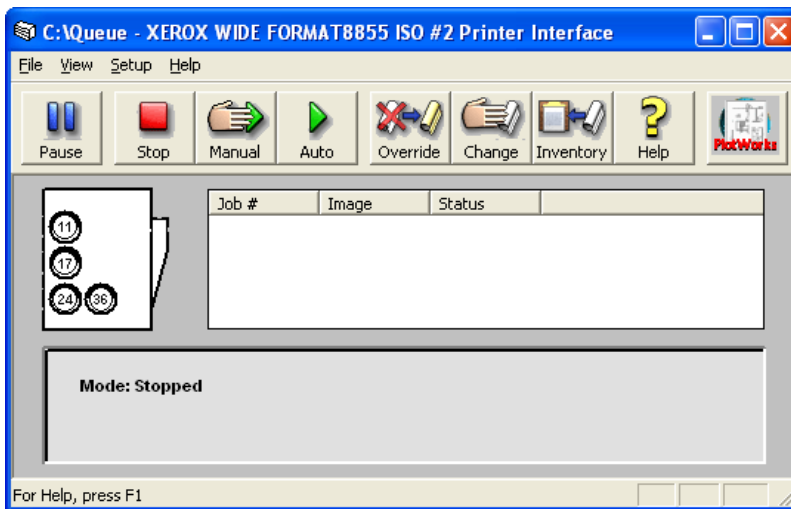 C:\Queue - XEROX WIDE FORMAT8855 ISO #2 Printer Interface
File View Setup Help
Pause Stop Manual Auto Override Change Inventory Help PlotWorks
Job # Image Status
11
17
24 36
Mode: Stopped
For Help, press F1